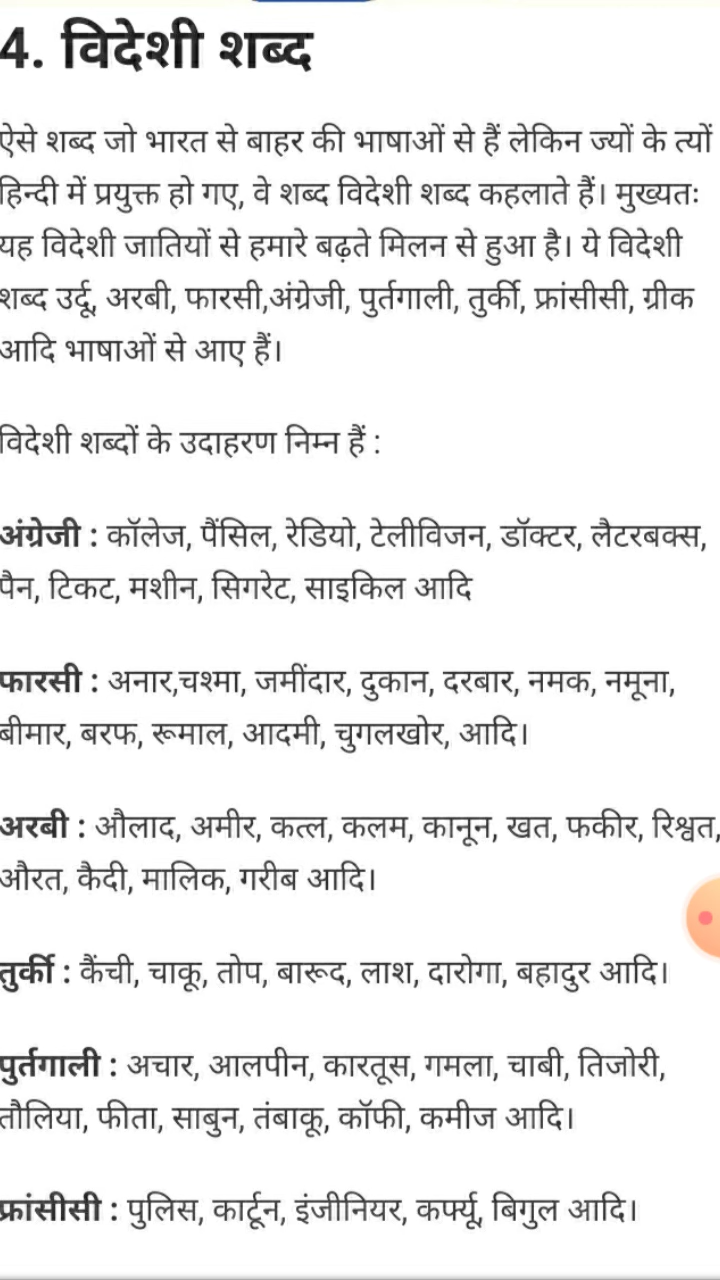 4. विदेशी शब्द
ऐसे शब्द जो भारत से बाहर की भाषाओं से हैं लेकिन ज्यों के त्यों
हिन्दी में प्रयुक्त हो गए, वे शब्द विदेशी शब्द कहलाते हैं। मुख्यतः
यह विदेशी जातियों से हमारे बढ़ते मिलन से हुआ है। ये विदेशी
शब्द उर्दू, अरबी, फारसी,अंग्रेजी, पुर्तगाली, तुर्की, फ्रांसीसी, ग्रीक
आदि भाषाओं से आए हैं।
विदेशी शब्दों के उदाहरण निम्न हैं :
अंग्रेजी : कॉलेज, पैंसिल, रेडियो, टेलीविजन, डॉक्टर, लैटरबक्स,
पैन, टिकट, मशीन, सिगरेट, साइकिल आदि
फारसी : अनार,चश्मा, जमींदार, दुकान, दरबार, नमक, नमूना,
बीमार, बरफ, रूमाल, आदमी, चुगलखोर, आदि।
अरबी : औलाद, अमीर, कत्ल, कलम, कानून, खत, फकीर, रिश्वत,
औरत, कैदी, मालिक, गरीब आदि।
तुर्की : कैंची, चाकू, तोप, बारूद, लाश, दारोगा, बहादुर आदि।
पुर्तगाली : अचार, आलपीन, कारतूस, गमला, चाबी, तिजोरी,
तौलिया, फीता, साबुन, तंबाकू, कॉफी, कमीज आदि।
फ्रांसीसी : पुलिस, कार्टून, इंजीनियर, कर्फ्यू, बिगुल आदि।